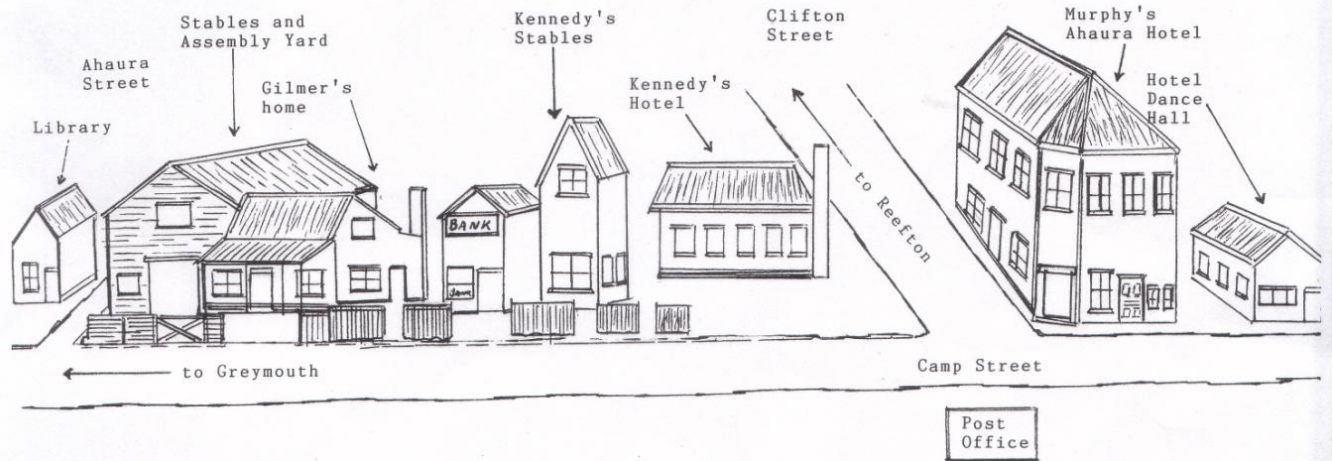 Stables and
Assembly Yard
Kennedy's
Stables
Clifton
Street
Murphy's
Ahaura Hotel
Ahaura
Street
Gilmer's
home
Kennedy's
Hotel
Hotel
Dance
Hall
Library
to Reefton
BANK
BANK
to Greymouth
Camp Street
Post
Office